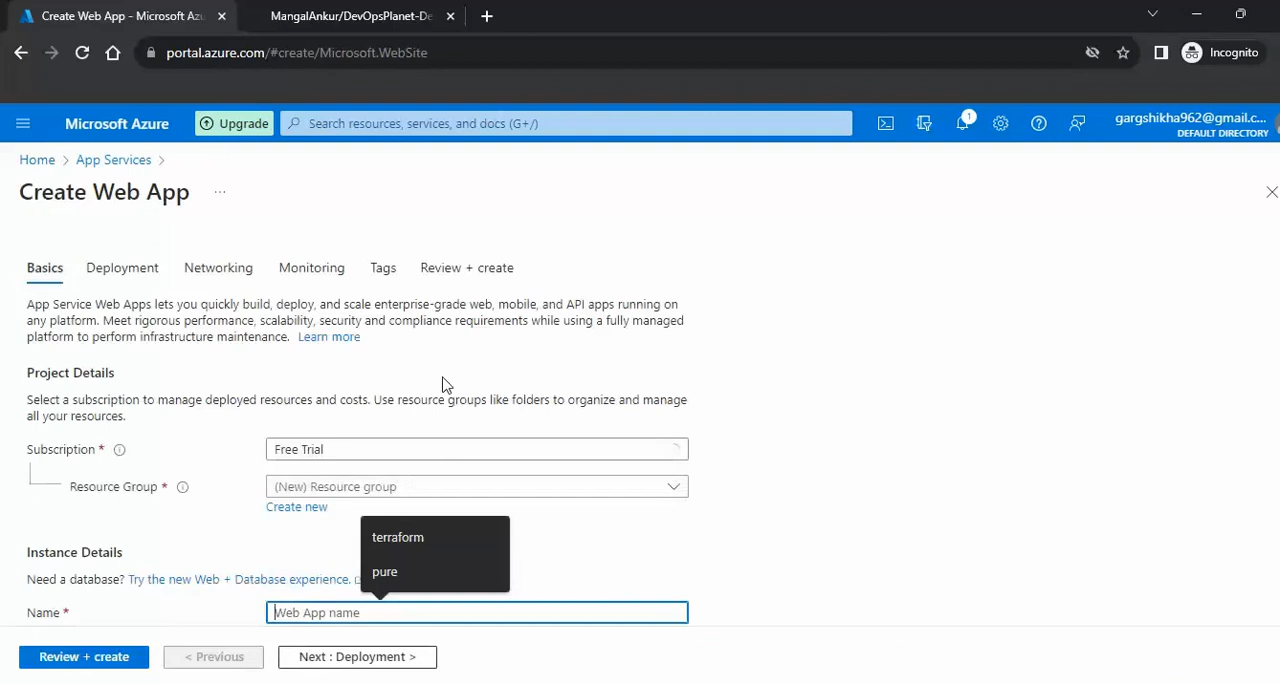 Create Web App - Microsoft Azu
MangalAnkur/DevOpsPlanet-De
portal.azure.com/#create/Microsoft.WebSite
Incognito
Microsoft Azure
Upgrade
Search resources, services, and docs (G+/)
1
gargshikha962@gmail.c...
DEFAULT DIRECTORY
Home > App Services >
Create Web App ...
Basics Deployment Networking Monitoring Tags Review + create
App Service Web Apps lets you quickly build, deploy, and scale enterprise-grade web, mobile, and API apps running on
any platform. Meet rigorous performance, scalability, security and compliance requirements while using a fully managed
platform to perform infrastructure maintenance. Learn more
Project Details
Select a subscription to manage deployed resources and costs. Use resource groups like folders to organize and manage
all your resources.
Subscription *
Free Trial
Resource Group *
(New) Resource group
Create new
terraform
pure
Instance Details
Need a database? Try the new Web + Database experience.
Name *
Web App name
Review + create
< Previous
Next : Deployment >